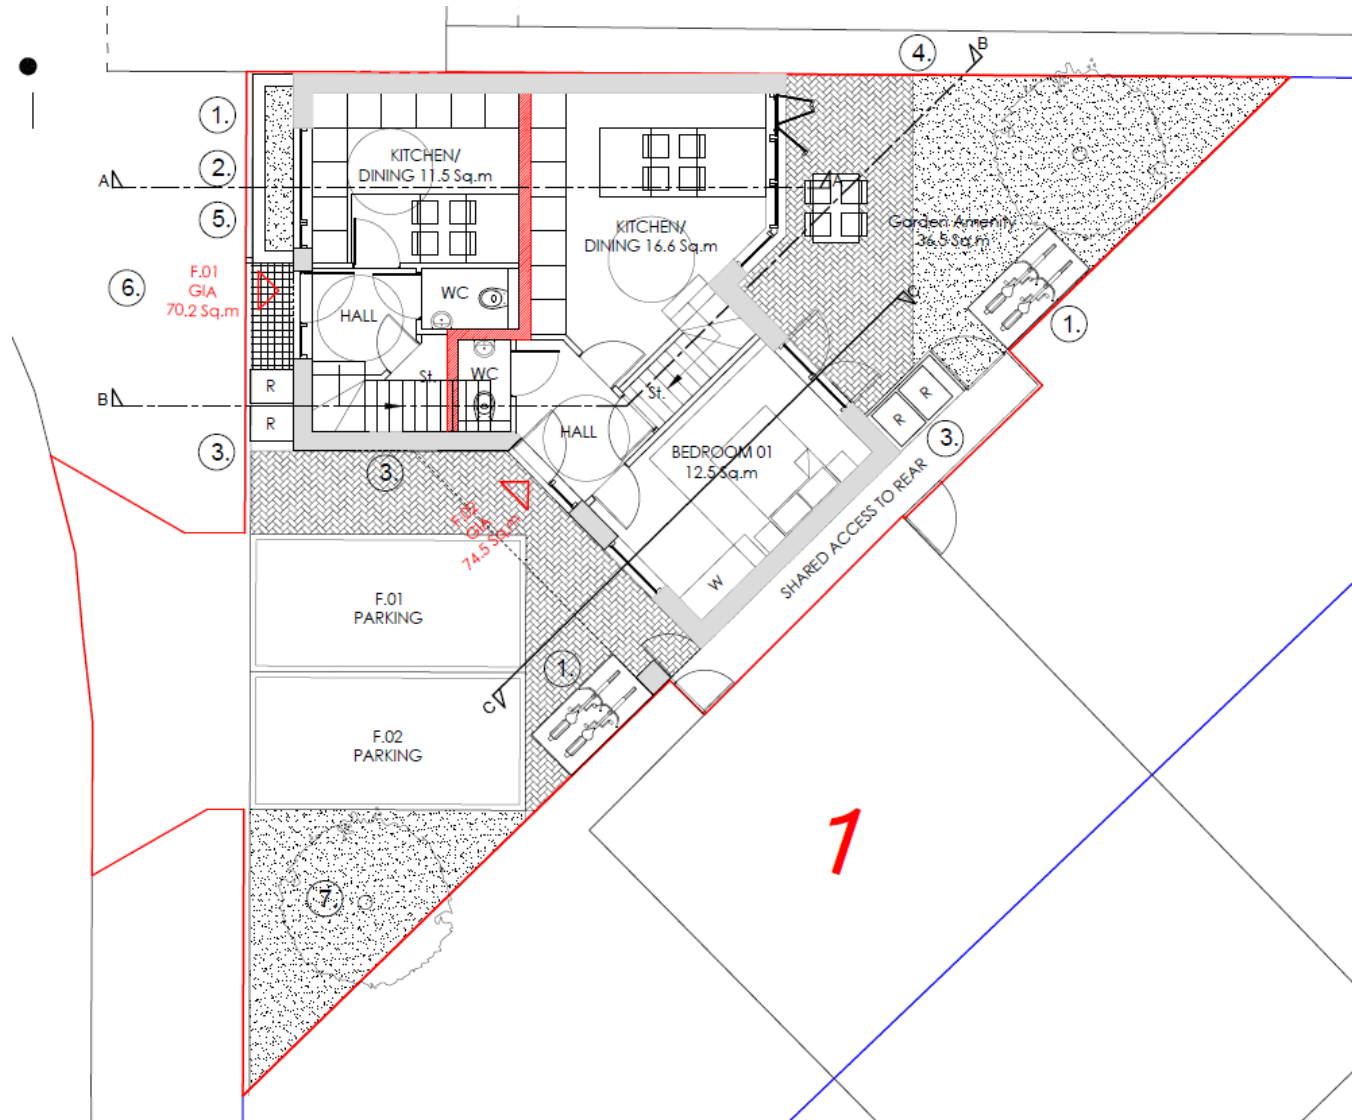 4.
B
1.
KITCHEN/
DINING 11.5 Sq.m
2.
A
A
5.
KITCHEN/
DINING 16.6 Sq.m
Garden Amenity
36.5 Sq.m
F.01
GIA
70.2 Sq.m
6.
WC
HALL
C
1.
R
St.
WC
St.
R
B
R
R
HALL
3.
3.
3.
BEDROOM 01
12.5 Sq.m
F.02
GIA
74.5 Sq.m
W
SHARED ACCESS TO REAR
F.01
PARKING
1.
C
F.02
PARKING
1
7.